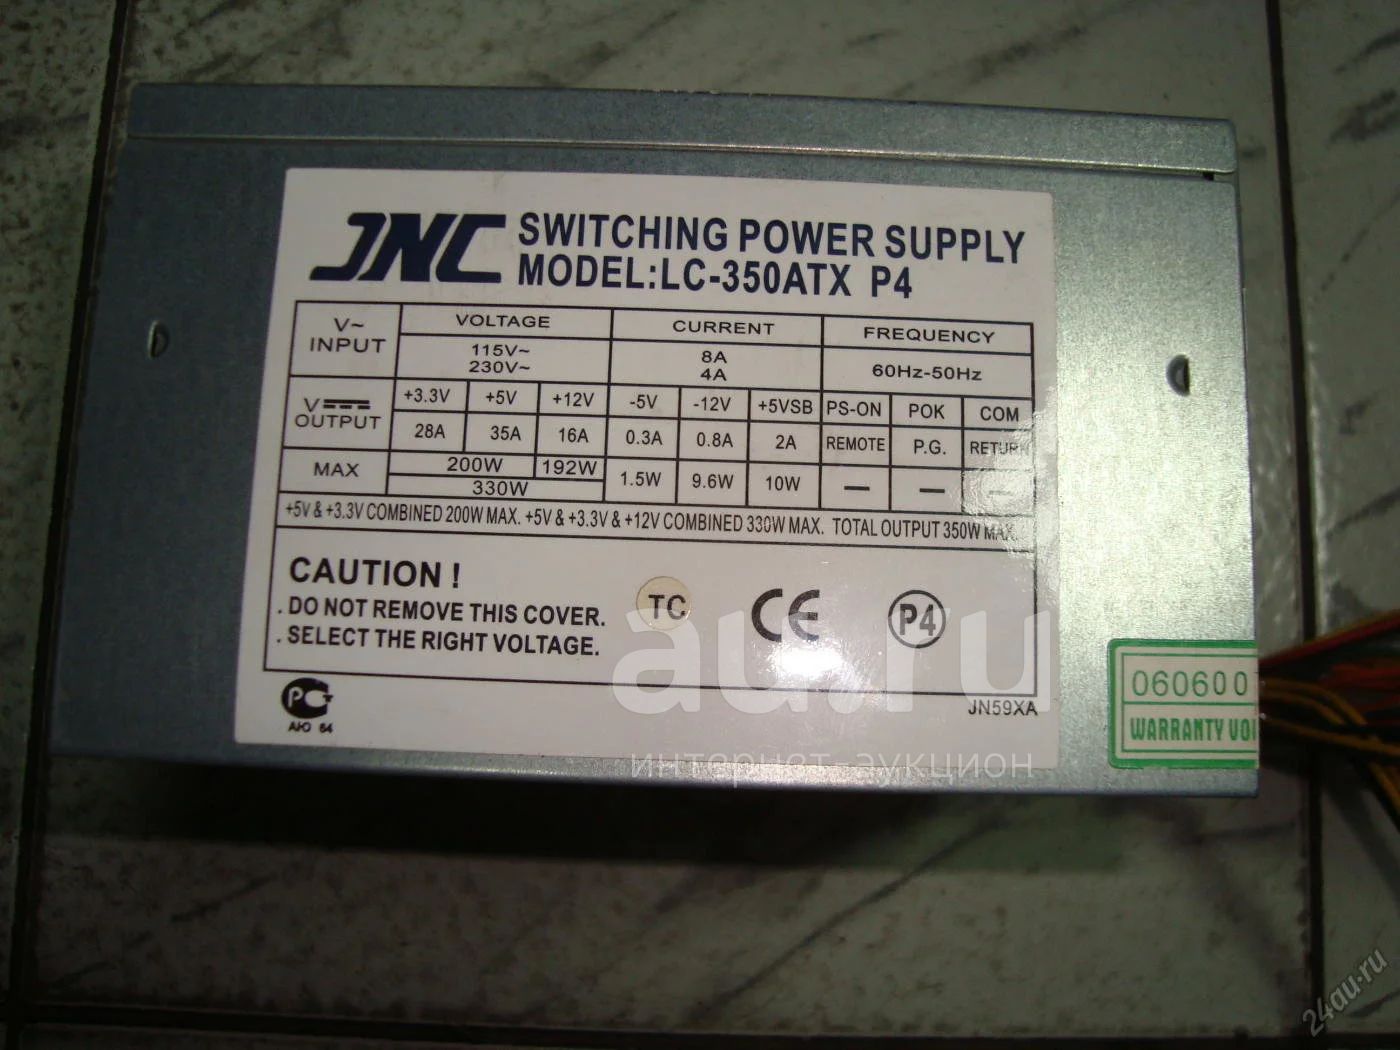 JNC SWITCHING POWER SUPPLY
MODEL:LC-350ATX P4
V~ INPUT
VOLTAGE CURRENT FREQUENCY
115V~ 8A 60Hz-50Hz
230V~ 4A
V OUTPUT
+3.3V +5V +12V -5V -12V +5VSB PS-ON POK COM
28A 35A 16A 0.3A 0.8A 2A REMOTE P.G. RETURN
MAX 200W 192W 1.5W 9.6W 10W — — —
330W
+5V & +3.3V COMBINED 200W MAX. +5V & +3.3V & +12V COMBINED 330W MAX. TOTAL OUTPUT 350W MAX.
CAUTION !
. DO NOT REMOVE THIS COVER.
. SELECT THE RIGHT VOLTAGE.
TC CE P4
JN59XA
РСТ
060600
WARRANTY VOI
au.ru
интернет-аукцион
24au.ru